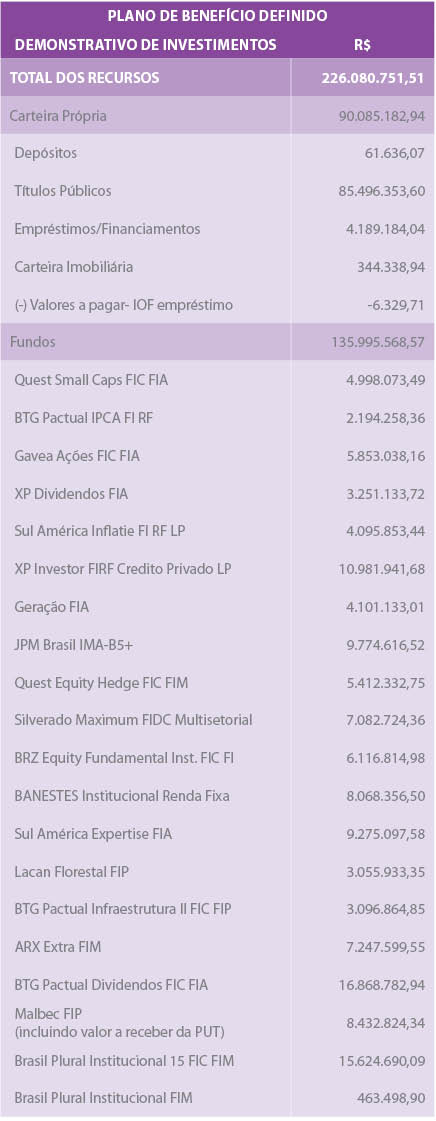 PLANO DE BENEFÍCIO DEFINIDO
DEMONSTRATIVO DE INVESTIMENTOS R$
TOTAL DOS RECURSOS 226.080.751,51
Carteira Própria 90.085.182,94
Depósitos 61.636,07
Títulos Públicos 85.496.353,60
Empréstimos/Financiamentos 4.189.184,04
Carteira Imobiliária 344.338,94
(-) Valores a pagar- IOF empréstimo -6.329,71
Fundos 135.995.568,57
Quest Small Caps FIC FIA 4.998.073,49
BTG Pactual IPCA FI RF 2.194.258,36
Gavea Ações FIC FIA 5.853.038,16
XP Dividendos FIA 3.251.133,72
Sul América Inflatie FI RF LP 4.095.853,44
XP Investor FIRF Credito Privado LP 10.981.941,68
Geração FIA 4.101.133,01
JPM Brasil IMA-B5+ 9.774.616,52
Quest Equity Hedge FIC FIM 5.412.332,75
Silverado Maximum FIDC Multisetorial 7.082.724,36
BRZ Equity Fundamental Inst. FIC FI 6.116.814,98
BANESTES Institucional Renda Fixa 8.068.356,50
Sul América Expertise FIA 9.275.097,58
Lacan Florestal FIP 3.055.933,35
BTG Pactual Infraestrutura II FIC FIP 3.096.864,85
ARX Extra FIM 7.247.599,55
BTG Pactual Dividendos FIC FIA 16.868.782,94
Malbec FIP
(incluindo valor a receber da PUT) 8.432.824,34
Brasil Plural Institucional 15 FIC FIM 15.624.690,09
Brasil Plural Institucional FIM 463.498,90